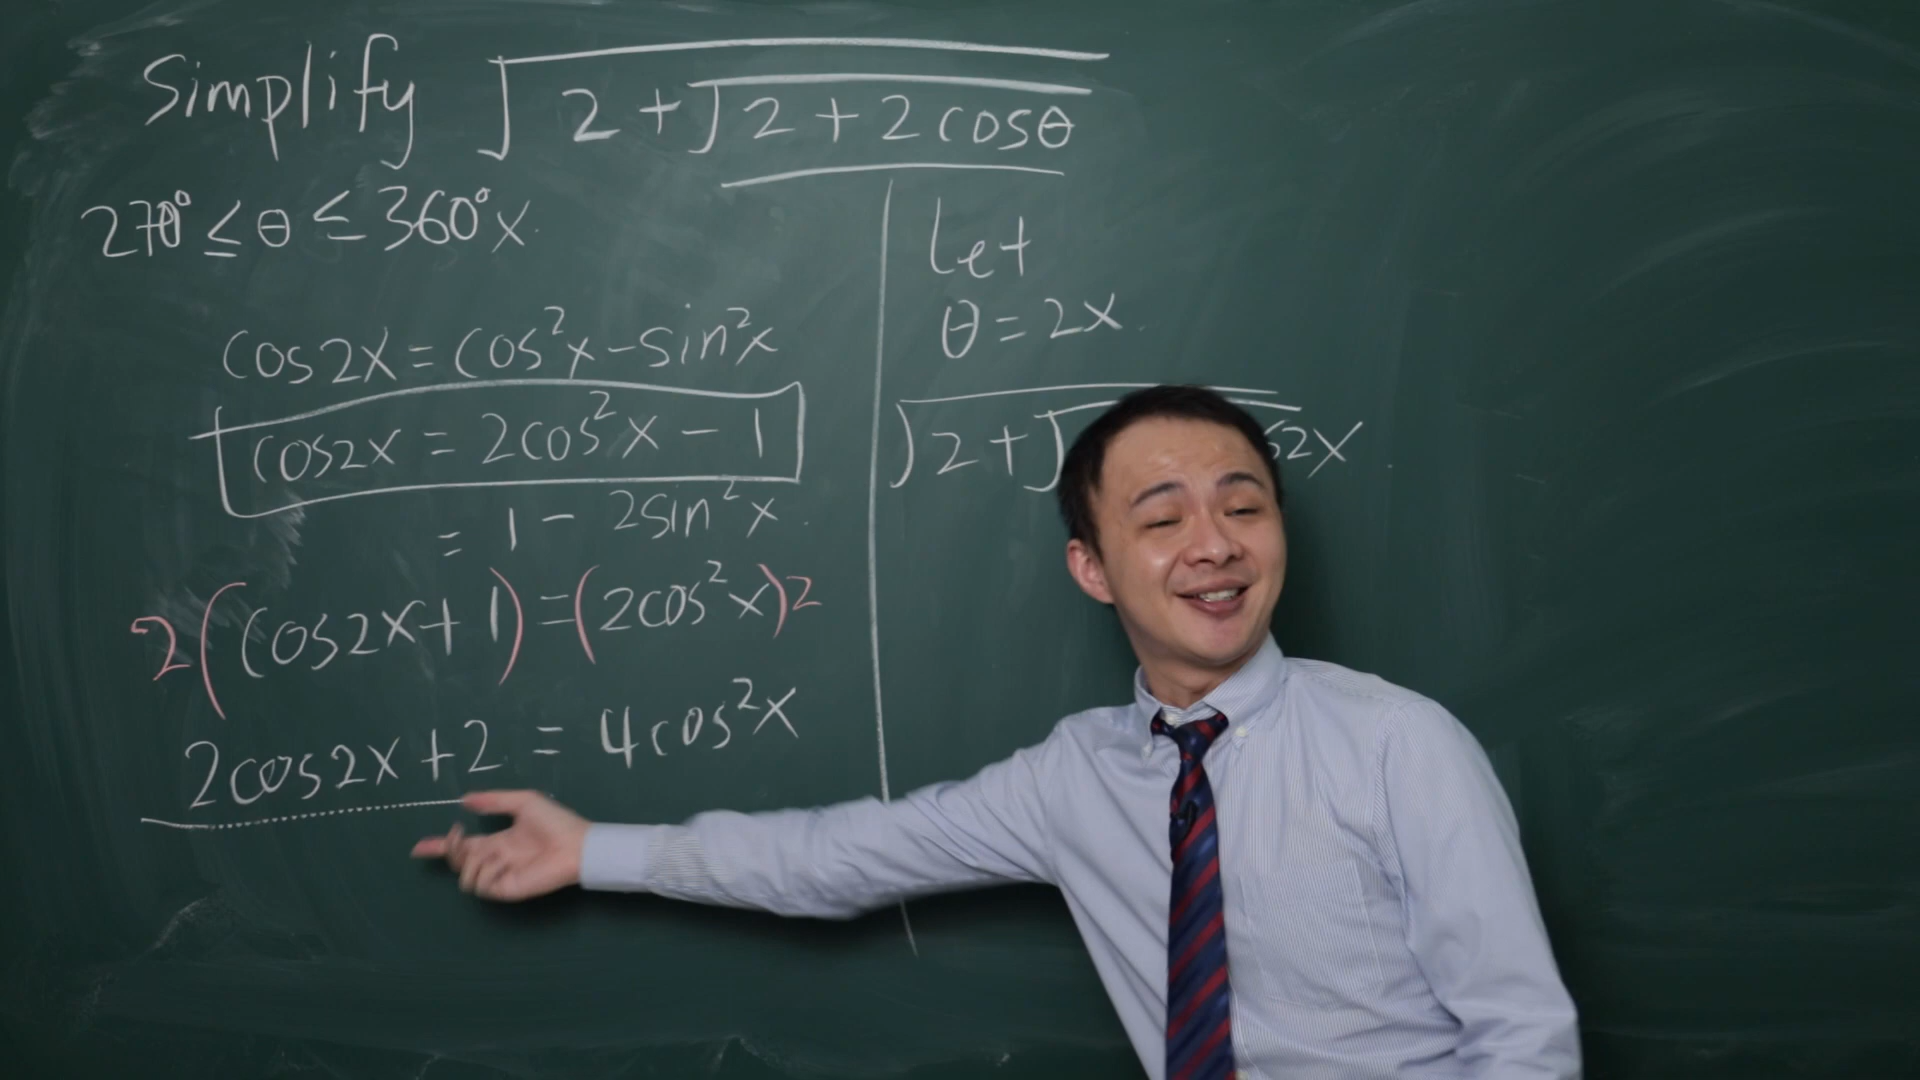 Simplify √2+√2+2cosθ
270°≤θ≤360°x
cos2x=cos²x-sin²x
cos2x=2cos²x-1
=1-2sin²x
2(cos2x+1)=(2cos²x)2
2cos2x+2=4cos²x
Let
θ=2x
√2+√ s2x